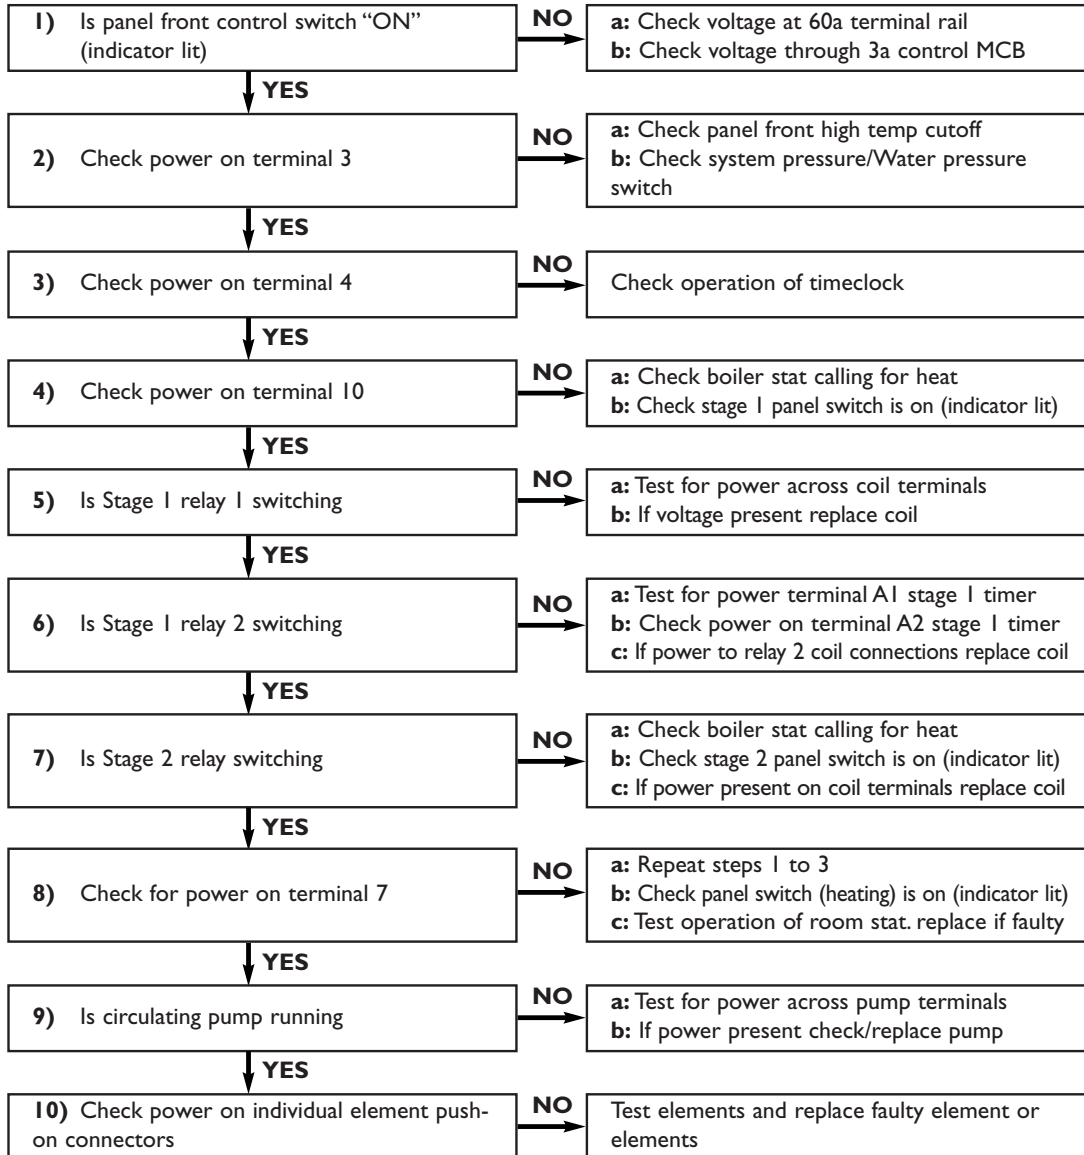 1) Is panel front control switch “ON”
(indicator lit)
NO
a: Check voltage at 60a terminal rail
b: Check voltage through 3a control MCB
YES
2) Check power on terminal 3
NO
a: Check panel front high temp cutoff
b: Check system pressure/Water pressure
switch
YES
3) Check power on terminal 4
NO
Check operation of timeclock
YES
4) Check power on terminal 10
NO
a: Check boiler stat calling for heat
b: Check stage 1 panel switch is on (indicator lit)
YES
5) Is Stage 1 relay 1 switching
NO
a: Test for power across coil terminals
b: If voltage present replace coil
YES
6) Is Stage 1 relay 2 switching
NO
a: Test for power terminal A1 stage 1 timer
b: Check power on terminal A2 stage 1 timer
c: If power to relay 2 coil connections replace coil
YES
7) Is Stage 2 relay switching
NO
a: Check boiler stat calling for heat
b: Check stage 2 panel switch is on (indicator lit)
c: If power present on coil terminals replace coil
YES
8) Check for power on terminal 7
NO
a: Repeat steps 1 to 3
b: Check panel switch (heating) is on (indicator lit)
c: Test operation of room stat. replace if faulty
YES
9) Is circulating pump running
NO
a: Test for power across pump terminals
b: If power present check/replace pump
YES
10) Check power on individual element push-
on connectors
NO
Test elements and replace faulty element or
elements